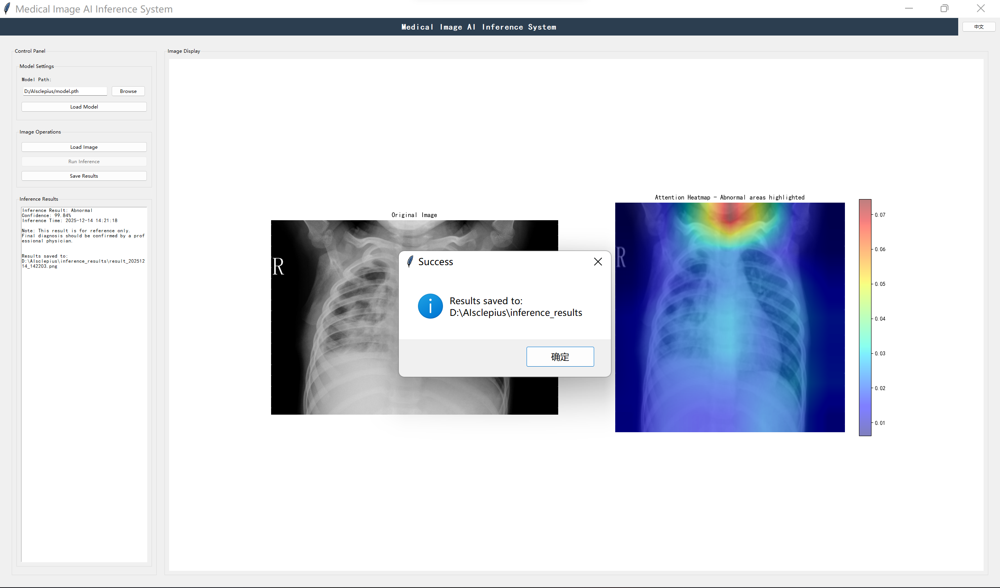 Medical Image AI Inference System
Medical Image AI Inference System
中文
Control Panel
Model Settings
Model Path:
D:/AIsclepius/model.pth
Browse
Load Model
Image Operations
Load Image
Run Inference
Save Results
Inference Results
Inference Result: Abnormal
Confidence: 99.84%
Inference Time: 2025-12-14 14:21:18
Note: This result is for reference only.
Final diagnosis should be confirmed by a prof
essional physician.
Results saved to:
D:\AIsclepius\inference_results\result_202512
14_142203.png
Image Display
Original Image
R
Attention Heatmap - Abnormal areas highlighted
R
0.07
0.06
0.05
0.04
0.03
0.02
0.01
Success
Results saved to:
D:\AIsclepius\inference_results
确定